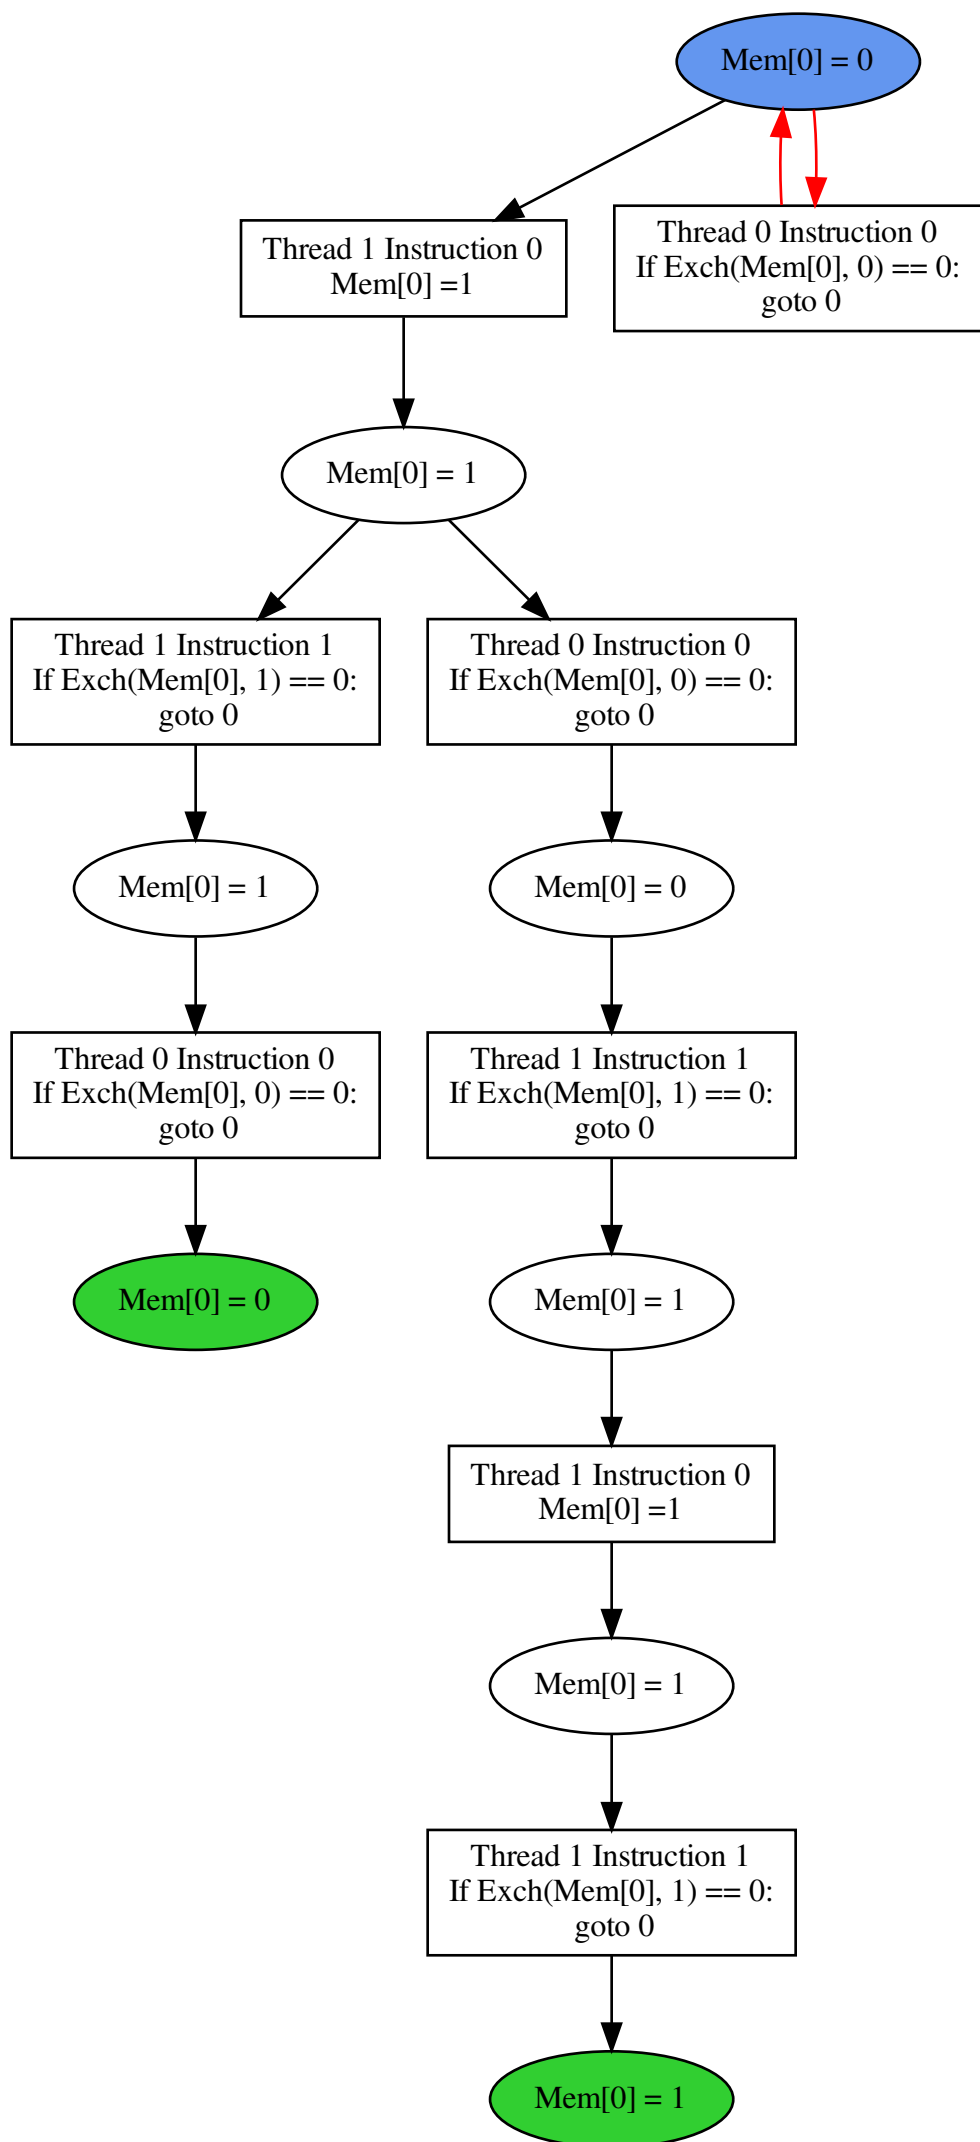 Mem[0] = 0
Thread 1 Instruction 0
Mem[0] =1
Thread 0 Instruction 0
If Exch(Mem[0], 0) == 0:
goto 0
Mem[0] = 1
Thread 1 Instruction 1
If Exch(Mem[0], 1) == 0:
goto 0
Thread 0 Instruction 0
If Exch(Mem[0], 0) == 0:
goto 0
Mem[0] = 1
Mem[0] = 0
Thread 0 Instruction 0
If Exch(Mem[0], 0) == 0:
goto 0
Thread 1 Instruction 1
If Exch(Mem[0], 1) == 0:
goto 0
Mem[0] = 0
Mem[0] = 1
Thread 1 Instruction 0
Mem[0] =1
Mem[0] = 1
Thread 1 Instruction 1
If Exch(Mem[0], 1) == 0:
goto 0
Mem[0] = 1